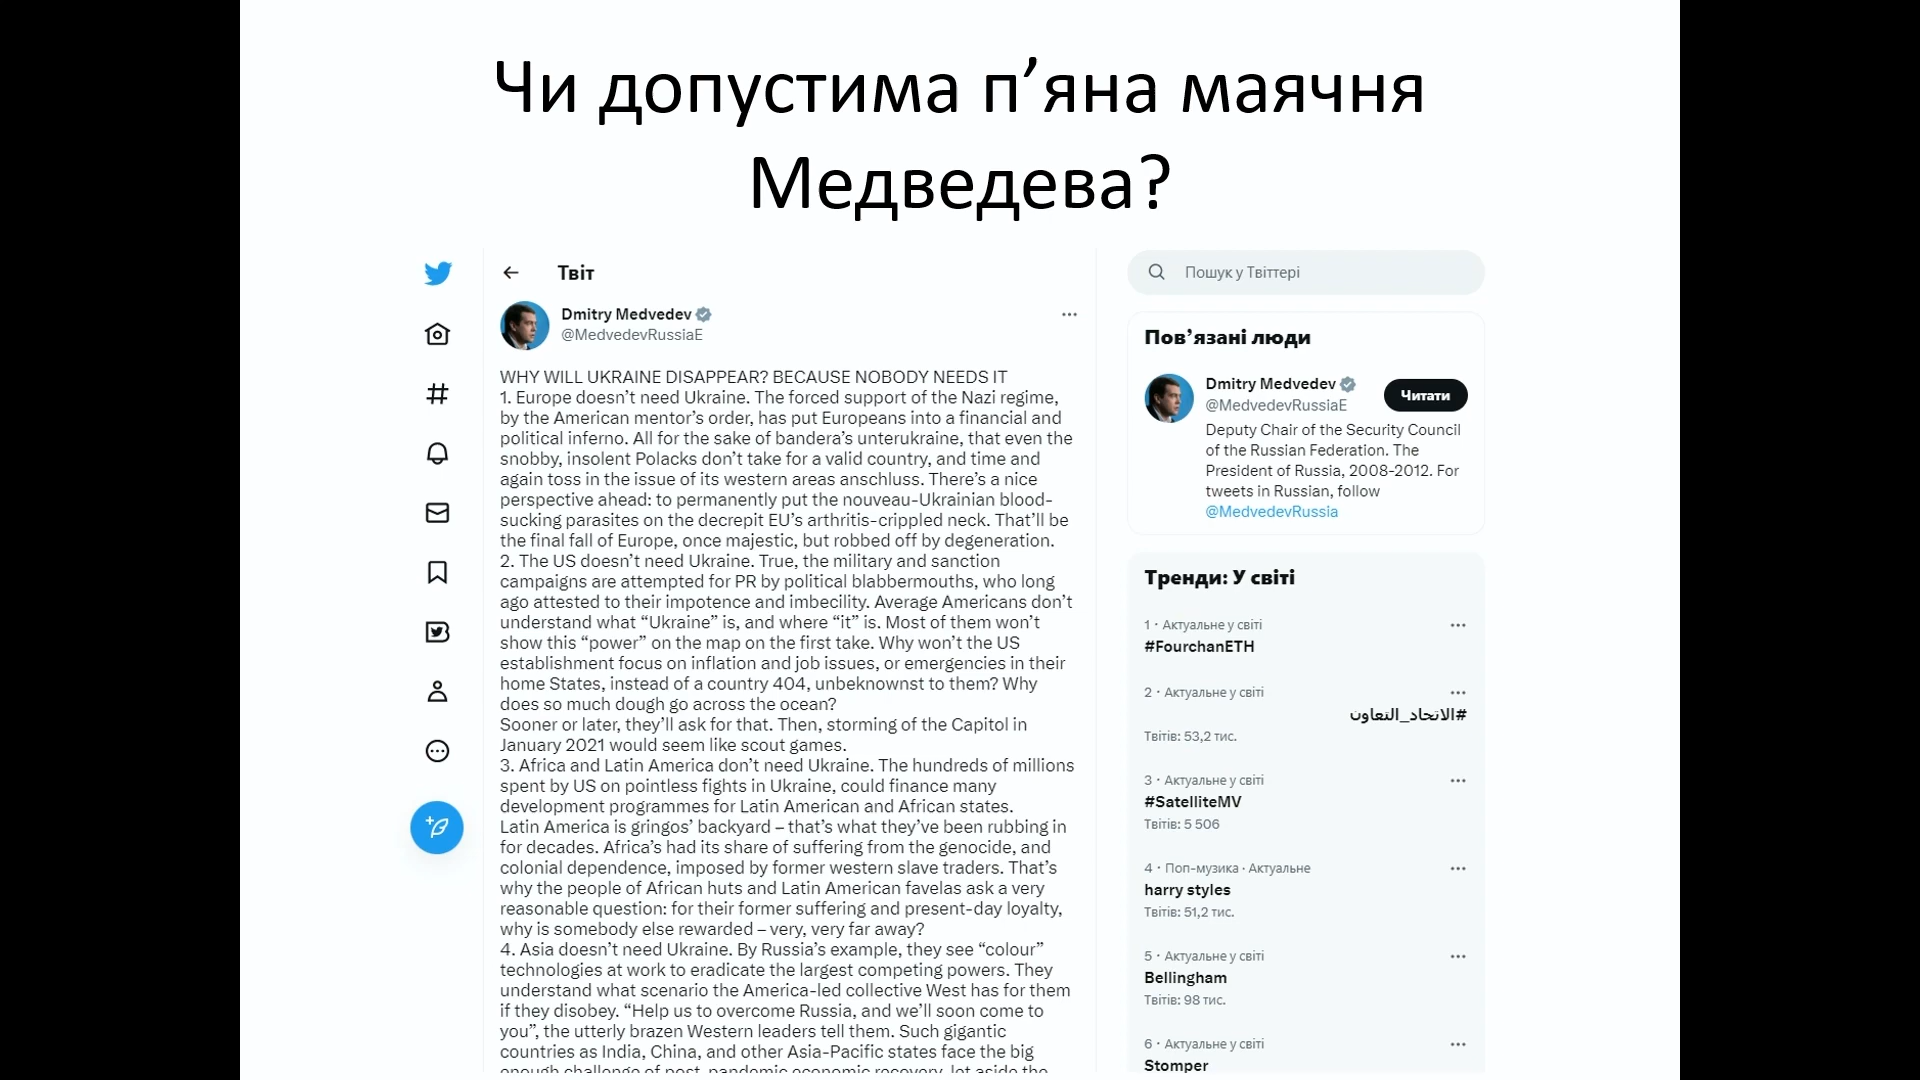 Чи допустима п’яна маячня
Медведева?
Твіт
Dmitry Medvedev
@MedvedevRussiaE
WHY WILL UKRAINE DISAPPEAR? BECAUSE NOBODY NEEDS IT
1. Europe doesn’t need Ukraine. The forced support of the Nazi regime,
by the American mentor’s order, has put Europeans into a financial and
political inferno. All for the sake of bandera’s unterukraine, that even the
snobby, insolent Polacks don’t take for a valid country, and time and
again toss in the issue of its western areas anschluss. There’s a nice
perspective ahead: to permanently put the nouveau-Ukrainian blood-
sucking parasites on the decrepit EU’s arthritis-crippled neck. That’ll be
the final fall of Europe, once majestic, but robbed off by degeneration.
2. The US doesn’t need Ukraine. True, the military and sanction
campaigns are attempted for PR by political blabbermouths, who long
ago attested to their impotence and imbecility. Average Americans don’t
understand what “Ukraine” is, and where “it” is. Most of them won’t
show this “power” on the map on the first take. Why won’t the US
establishment focus on inflation and job issues, or emergencies in their
home States, instead of a country 404, unbeknownst to them? Why
does so much dough go across the ocean?
Sooner or later, they’ll ask for that. Then, storming of the Capitol in
January 2021 would seem like scout games.
3. Africa and Latin America don’t need Ukraine. The hundreds of millions
spent by US on pointless fights in Ukraine, could finance many
development programmes for Latin American and African states.
Latin America is gringos’ backyard – that’s what they’ve been rubbing in
for decades. Africa’s had its share of suffering from the genocide, and
colonial dependence, imposed by former western slave traders. That’s
why the people of African huts and Latin American favelas ask a very
reasonable question: for their former suffering and present-day loyalty,
why is somebody else rewarded – very, very far away?
4. Asia doesn’t need Ukraine. By Russia’s example, they see “colour”
technologies at work to eradicate the largest competing powers. They
understand what scenario the America-led collective West has for them
if they disobey. “Help us to overcome Russia, and we’ll soon come to
you”, the utterly brazen Western leaders tell them. Such gigantic
countries as India, China, and other Asia-Pacific states face the big
enough challenge of post-pandemic economic recovery, let aside the
Пошук у Твіттері
Пов’язані люди
Dmitry Medvedev
@MedvedevRussiaE
Читати
Deputy Chair of the Security Council
of the Russian Federation. The
President of Russia, 2008-2012. For
tweets in Russian, follow
@MedvedevRussia
Тренди: У світі
1 · Актуальне у світі
#FourchanETH
2 · Актуальне у світі
#الاتحاد_التعاون
Твітів: 53,2 тис.
3 · Актуальне у світі
#SatelliteMV
Твітів: 5 506
4 · Поп-музика · Актуальне
harry styles
Твітів: 51,2 тис.
5 · Актуальне у світі
Bellingham
Твітів: 98 тис.
6 · Актуальне у світі
Stomper